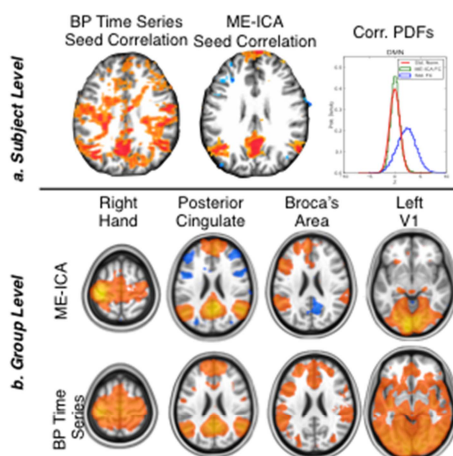 BP Time Series
Seed Correlation
ME-ICA
Seed Correlation
Corr. PDFs
DMN
a. Subject Level
Right
Hand
Posterior
Cingulate
Broca's
Area
Left
V1
b. Group Level
ME-ICA
BP Time
Series